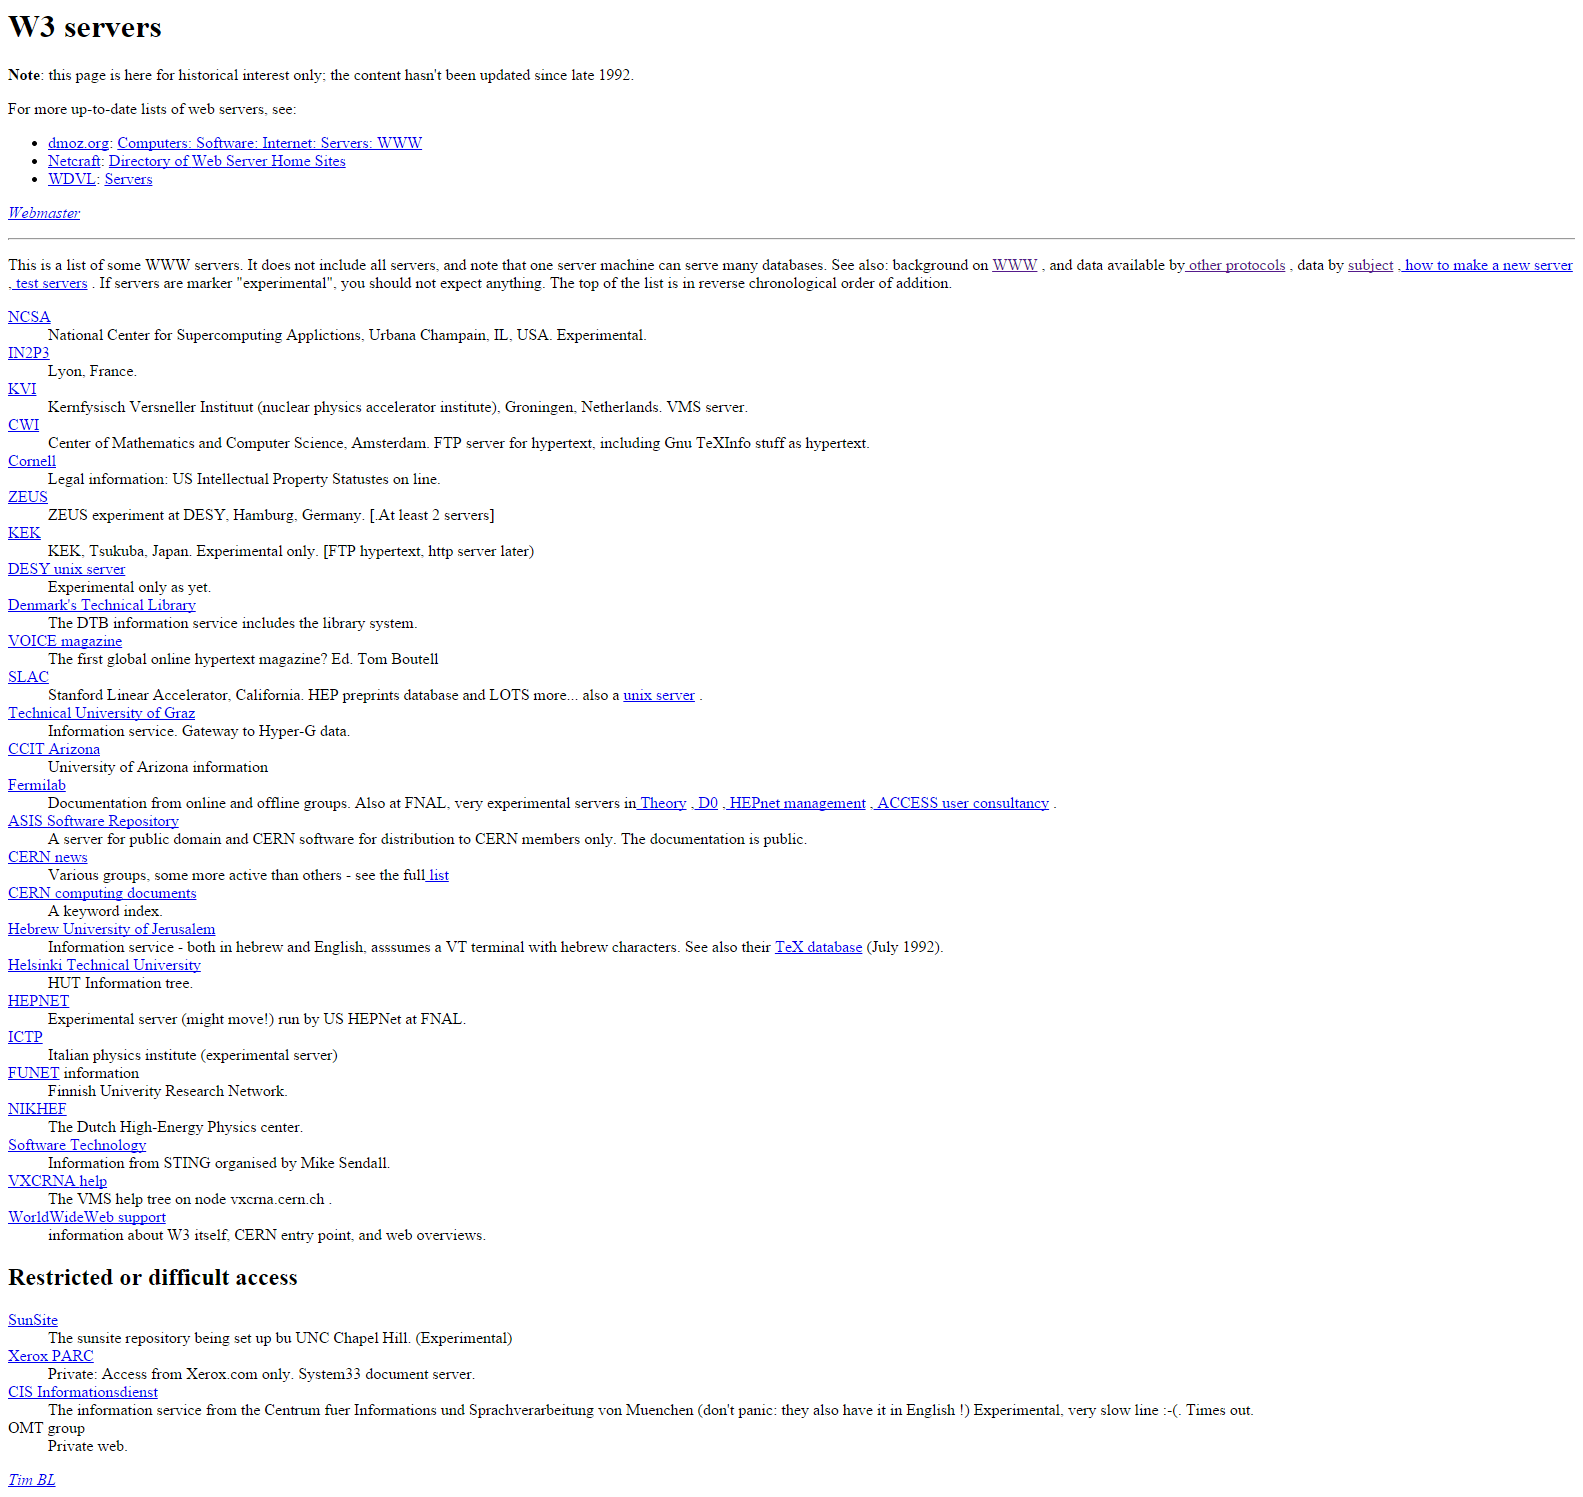 W3 servers
Note: this page is here for historical interest only; the content hasn't been updated since late 1992.
For more up-to-date lists of web servers, see:
• dmoz.org: Computers: Software: Internet: Servers: WWW
• Netcraft: Directory of Web Server Home Sites
• WDVL: Servers
Webmaster
This is a list of some WWW servers. It does not include all servers, and note that one server machine can serve many databases. See also: background on WWW , and data available by other protocols , data by subject , how to make a new server
, test servers . If servers are marker "experimental", you should not expect anything. The top of the list is in reverse chronological order of addition.
NCSA
National Center for Supercomputing Applictions, Urbana Champain, IL, USA. Experimental.
IN2P3
Lyon, France.
KVI
Kernfysisch Versneller Instituut (nuclear physics accelerator institute), Groningen, Netherlands. VMS server.
CWI
Center of Mathematics and Computer Science, Amsterdam. FTP server for hypertext, including Gnu TeXInfo stuff as hypertext.
Cornell
Legal information: US Intellectual Property Statustes on line.
ZEUS
ZEUS experiment at DESY, Hamburg, Germany. [.At least 2 servers]
KEK
KEK, Tsukuba, Japan. Experimental only. [FTP hypertext, http server later)
DESY unix server
Experimental only as yet.
Denmark's Technical Library
The DTB information service includes the library system.
VOICE magazine
The first global online hypertext magazine? Ed. Tom Boutell
SLAC
Stanford Linear Accelerator, California. HEP preprints database and LOTS more... also a unix server .
Technical University of Graz
Information service. Gateway to Hyper-G data.
CCIT Arizona
University of Arizona information
Fermilab
Documentation from online and offline groups. Also at FNAL, very experimental servers in Theory , D0 , HEPnet management , ACCESS user consultancy .
ASIS Software Repository
A server for public domain and CERN software for distribution to CERN members only. The documentation is public.
CERN news
Various groups, some more active than others - see the full list
CERN computing documents
A keyword index.
Hebrew University of Jerusalem
Information service - both in hebrew and English, asssumes a VT terminal with hebrew characters. See also their TeX database (July 1992).
Helsinki Technical University
HUT Information tree.
HEPNET
Experimental server (might move!) run by US HEPNet at FNAL.
ICTP
Italian physics institute (experimental server)
FUNET information
Finnish Univerity Research Network.
NIKHEF
The Dutch High-Energy Physics center.
Software Technology
Information from STING organised by Mike Sendall.
VXCRNA help
The VMS help tree on node vxcrna.cern.ch .
WorldWideWeb support
information about W3 itself, CERN entry point, and web overviews.
Restricted or difficult access
SunSite
The sunsite repository being set up bu UNC Chapel Hill. (Experimental)
Xerox PARC
Private: Access from Xerox.com only. System33 document server.
CIS Informationsdienst
The information service from the Centrum fuer Informations und Sprachverarbeitung von Muenchen (don't panic: they also have it in English !) Experimental, very slow line :-(. Times out.
OMT group
Private web.
Tim BL